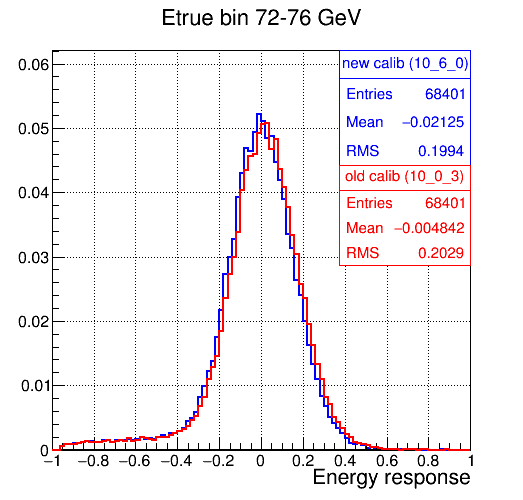 Etrue bin 72-76 GeV
new calib (10_6_0)
Entries 68401
Mean −0.02125
RMS 0.1994
old calib (10_0_3)
Entries 68401
Mean −0.004842
RMS 0.2029
0.06
0.05
0.04
0.03
0.02
0.01
0
−1 −0.8 −0.6 −0.4 −0.2 0 0.2 0.4 0.6 0.8 1
Energy response